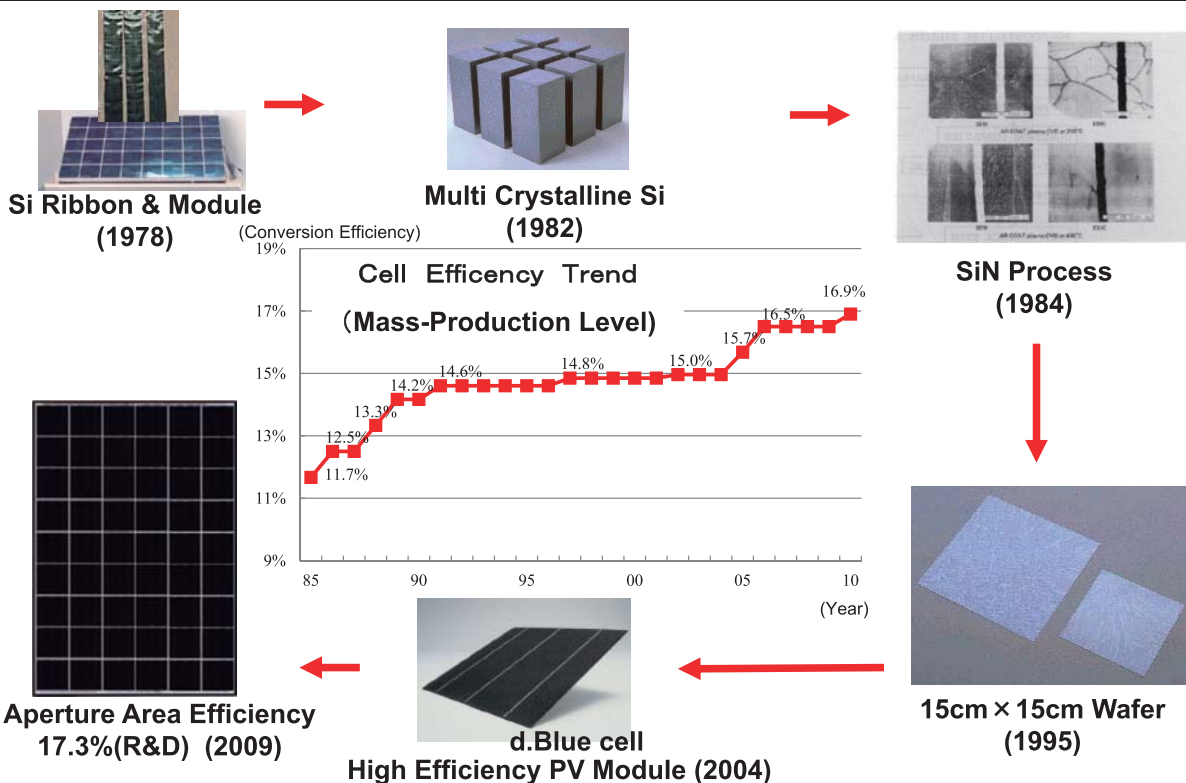 Si Ribbon & Module
(1978)
Multi Crystalline Si
(1982)
SiN Process
(1984)
(Conversion Efficiency)
Cell Efficency Trend
(Mass-Production Level)
19%
17%
15%
13%
11%
9%
11.7%
12.5%
13.3%
14.2%
14.6%
14.8%
15.0%
15.7%
16.5%
16.9%
85
90
95
00
05
10
(Year)
15cm×15cm Wafer
(1995)
d.Blue cell
High Efficiency PV Module (2004)
Aperture Area Efficiency
17.3%(R&D) (2009)